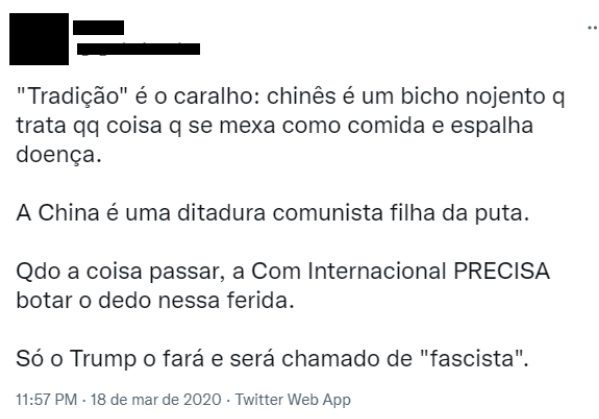 "Tradição" é o caralho: chinês é um bicho nojento q
trata qq coisa q se mexa como comida e espalha
doença.
A China é uma ditadura comunista filha da puta.
Qdo a coisa passar, a Com Internacional PRECISA
botar o dedo nessa ferida.
Só o Trump o fará e será chamado de "fascista".
11:57 PM · 18 de mar de 2020 · Twitter Web App